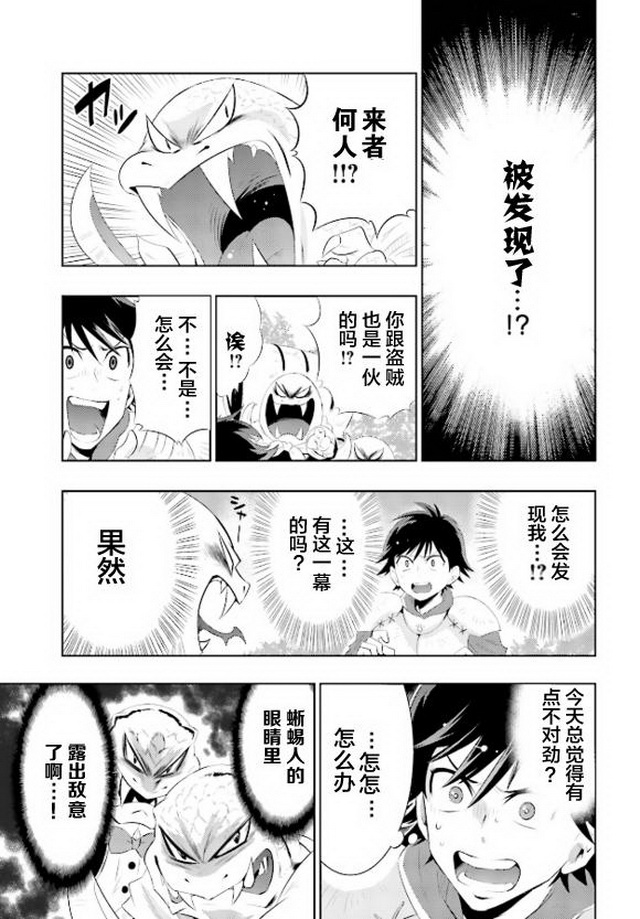 被发现了…!?
来者
何人!!?
ガッ
你跟盗贼
也是一伙
的吗!?
诶!?
不…不是…
怎么会…
怎么会发
现我…!?
…这…
有这一幕
的吗?
果然
今天总觉得有
点不对劲?
…怎怎…
怎么办
蜥蜴人的
眼睛里
露出敌意
了啊…!